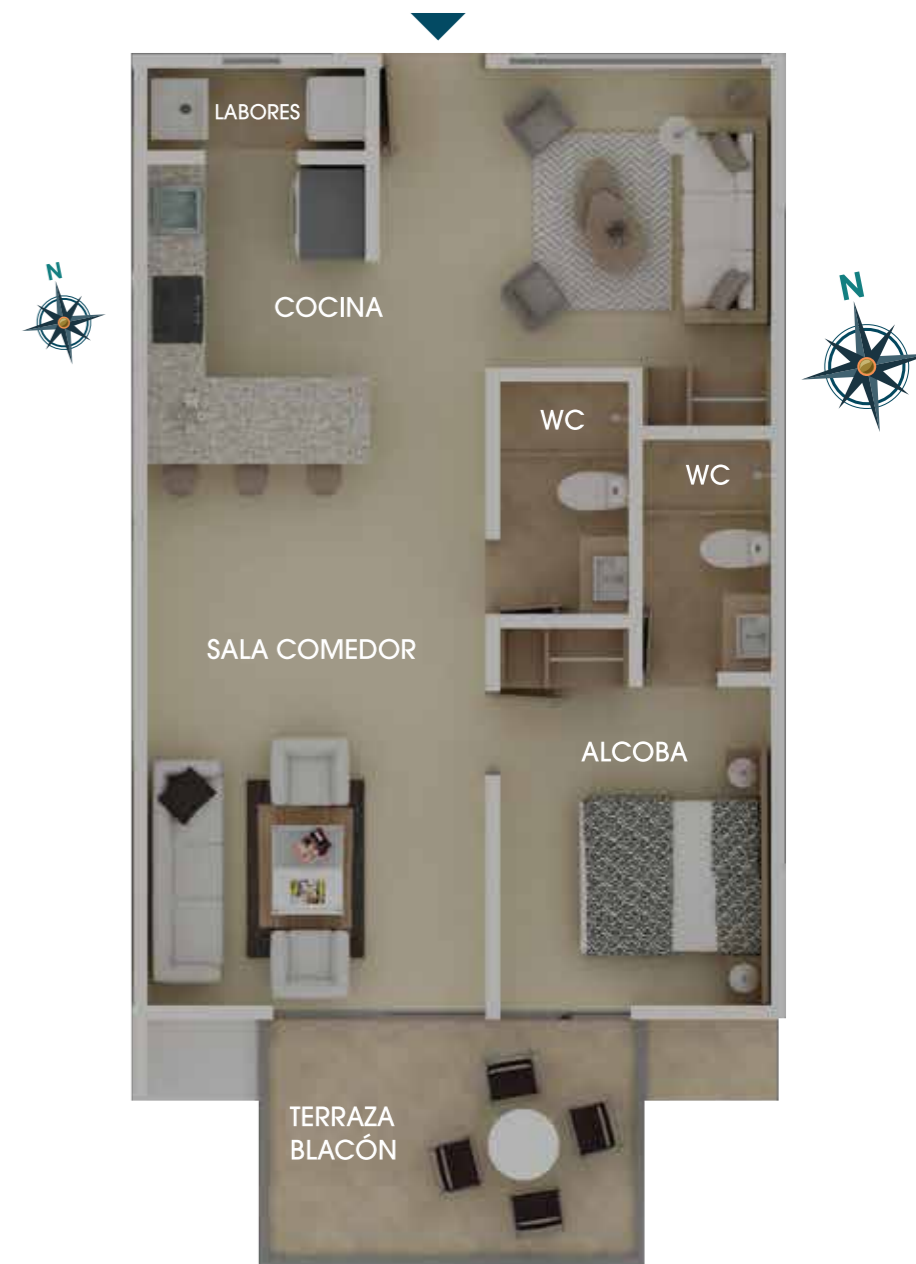 LABORES
N
COCINA
N
WC
WC
SALA COMEDOR
ALCOBA
TERRAZA
BLACÓN